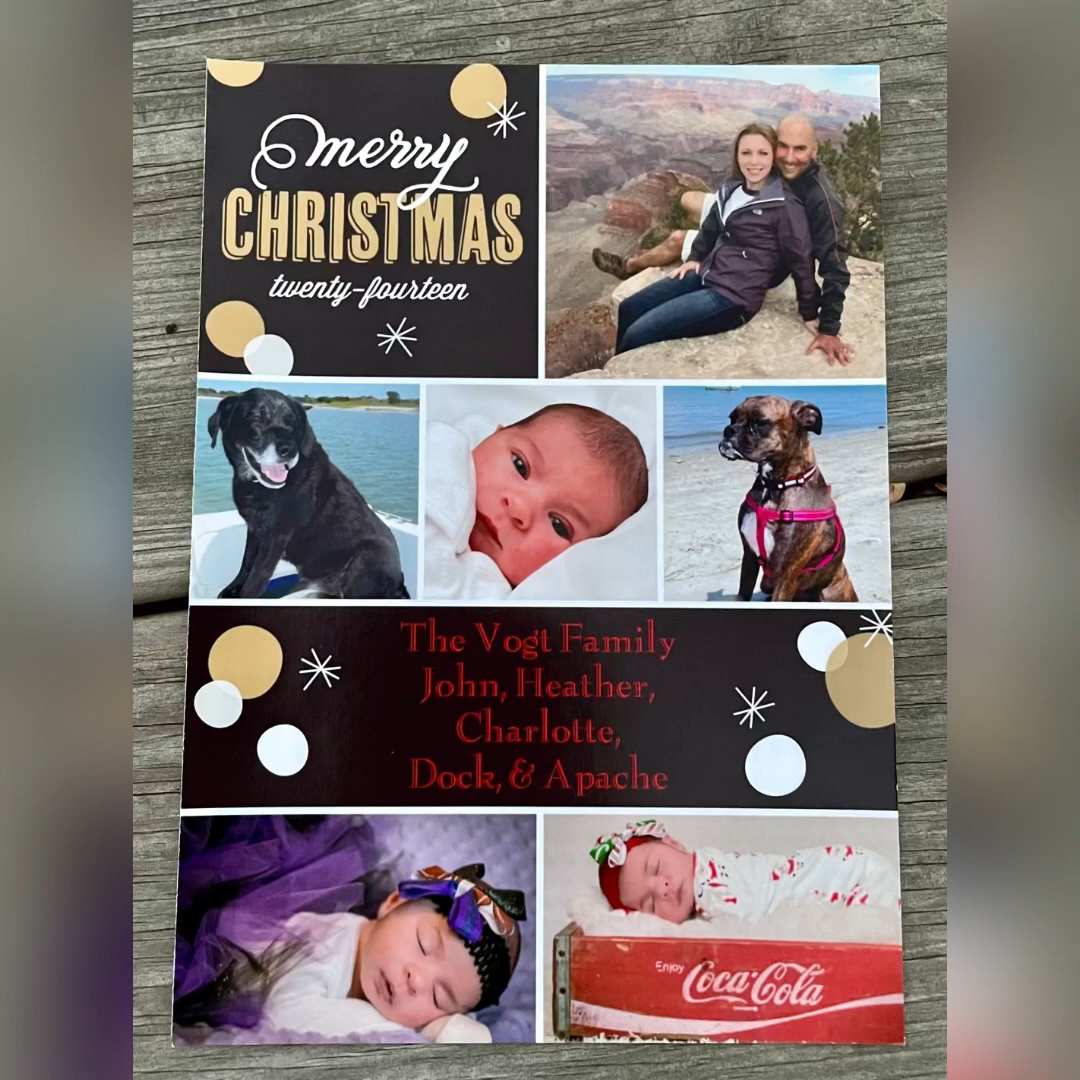 merry
CHRISTMAS
twenty-fourteen
The Vogt Family
John, Heather,
Charlotte,
Dock, & Apache
Enjoy
Coca-Cola